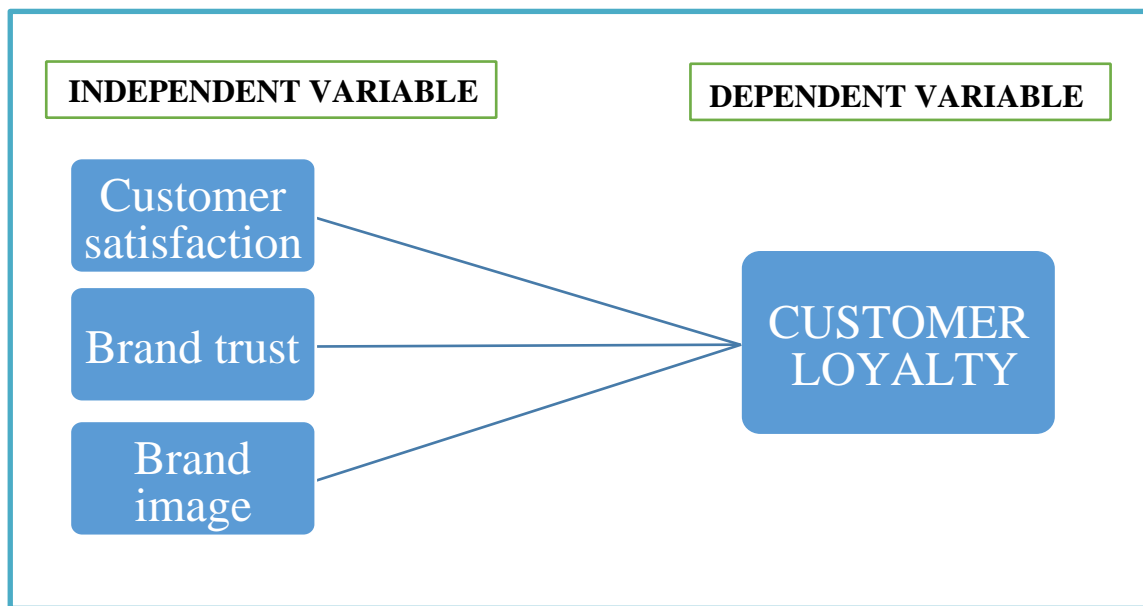 INDEPENDENT VARIABLE
DEPENDENT VARIABLE
Customer
satisfaction
Brand trust
Brand
image
CUSTOMER
LOYALTY